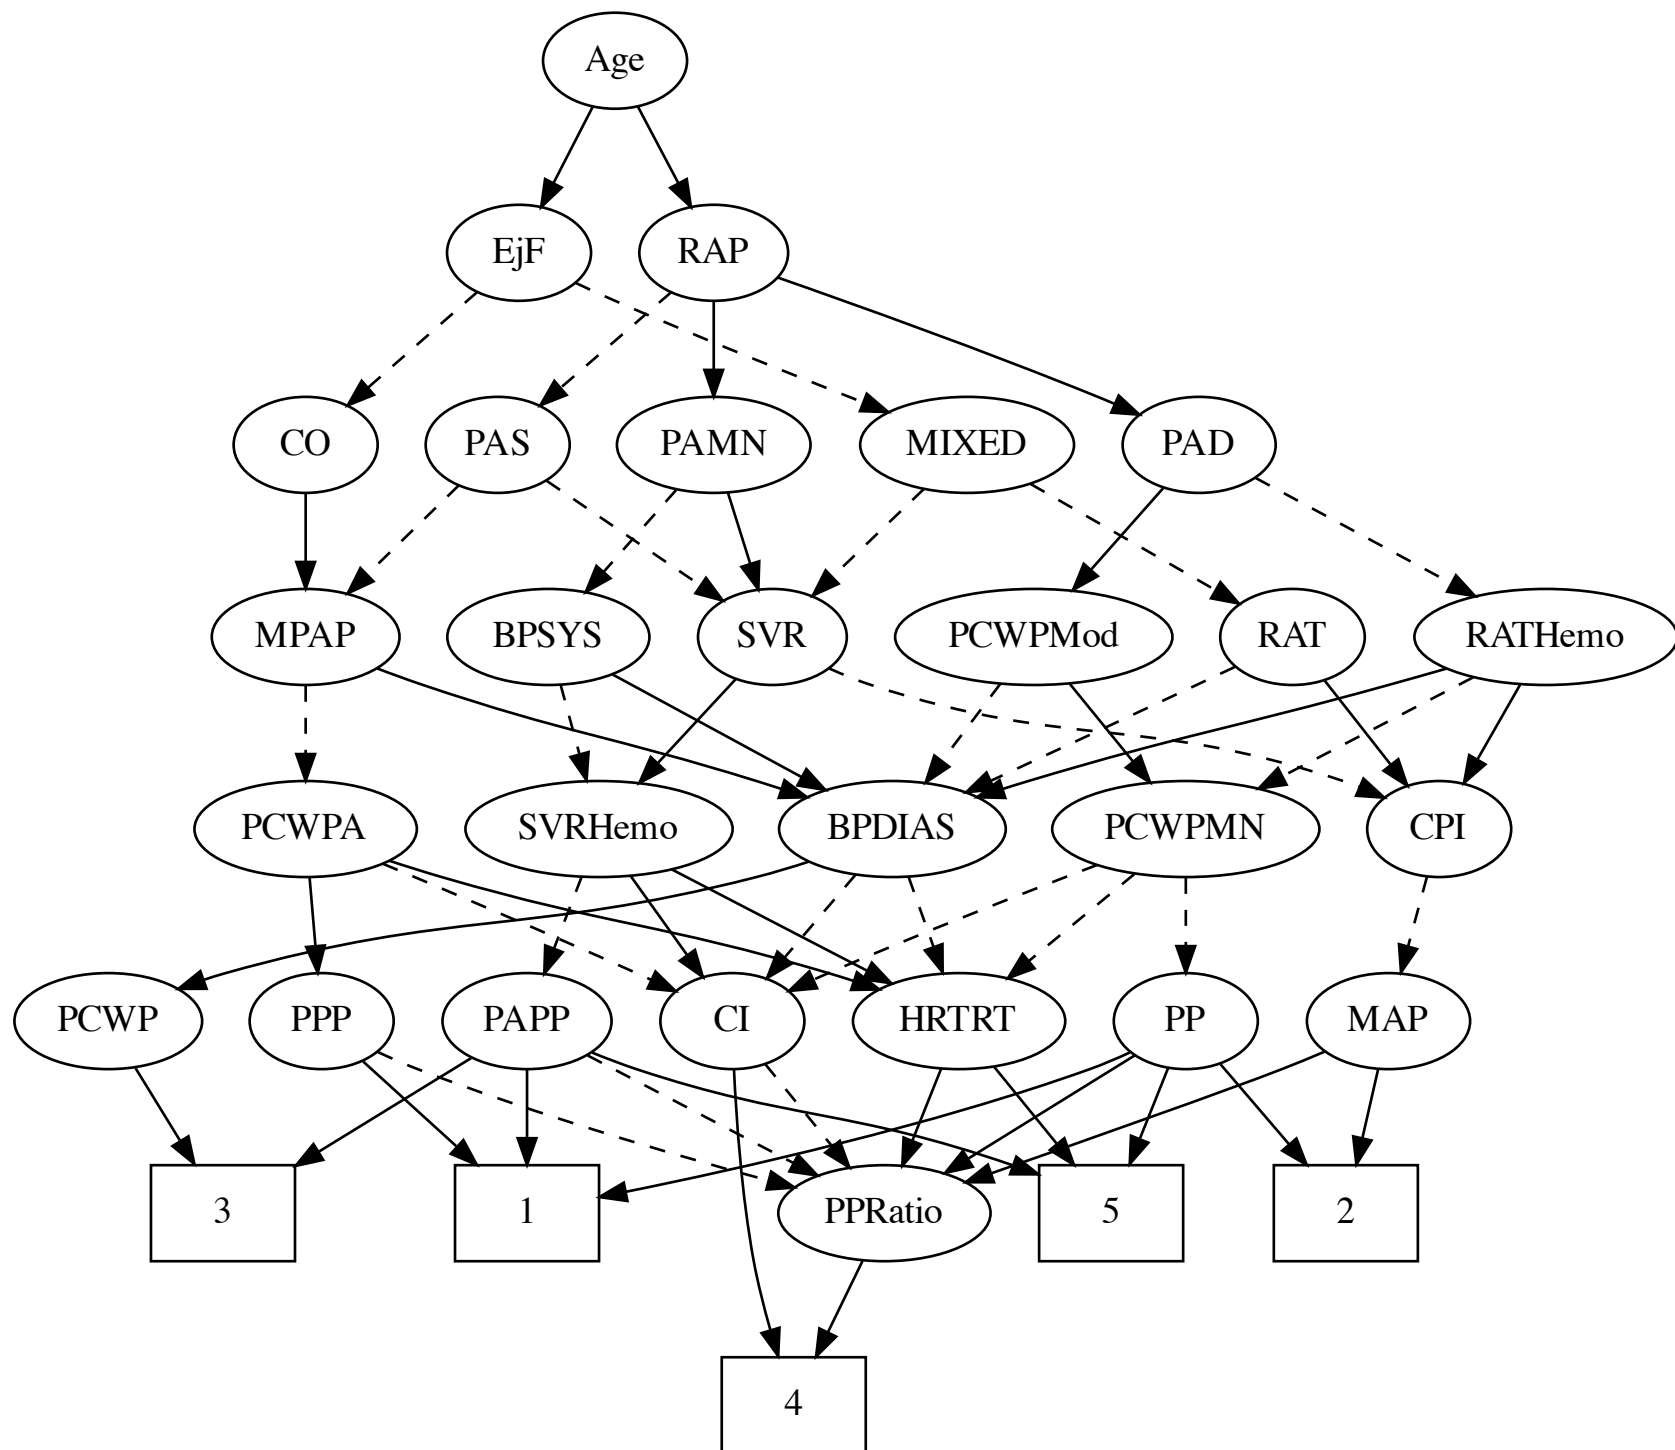 Age
EjF
RAP
CO
PAS
PAMN
MIXED
PAD
MPAP
BPSYS
SVR
PCWPMod
RAT
RATHemo
PCWPA
SVRHemo
BPDIAS
PCWPMN
CPI
PCWP
PPP
PAPP
CI
HRTRT
PP
MAP
3
1
PPRatio
5
2
4